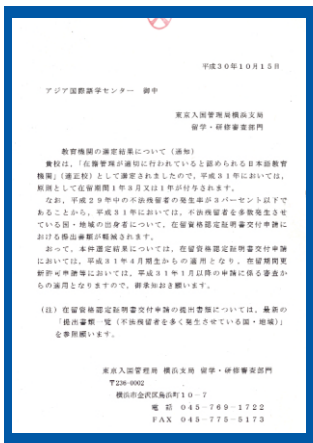 平成30年10月15日
アジア国際語学センター 御中
東京入国管理局横浜支局
留学・研修審査部門
教育機関の選定結果について(通知)
貴校は、「在籍管理が適切に行われていると認められる日本語教育
機関」(適正校)として選定されましたので、平成31年においては、
原則として在留期間1年3月又は1年が付与されます。
なお、平成29年中の不法残留者の発生率が3パーセント以下で
あることから、平成31年においては、不法残留者を多数発生させ
ている国・地域の出身者について、在留資格認定証明書交付申請に
おける提出書類が軽減されます。
おって、本件選定結果については、在留資格認定証明書交付申請
においては、平成31年4月期生からの適用となり、在留期間更
新許可申請等においては、平成31年1月以降の申請に係る審査か
らの適用となりますので、御承知おき願います。
(注)在留資格認定証明書交付申請の提出書類については、最新の
「提出書類一覧(不法残留者を多く発生させている国・地域)」
を参照願います。
東京入国管理局 横浜支局 留学・研修審査部門
〒236-0002
横浜市金沢区鳥浜町10-7
電話 045-769-1722
FAX 045-775-5173